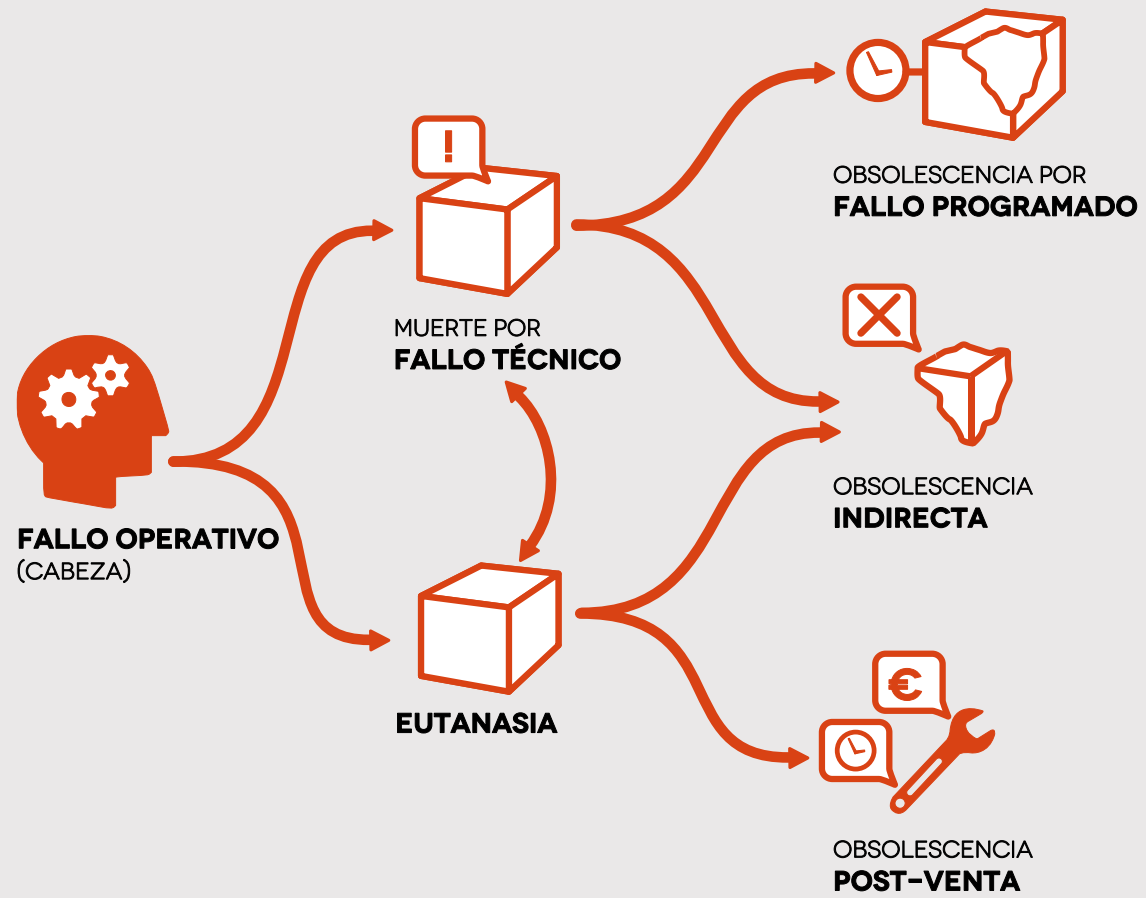 FALLO OPERATIVO
(CABEZA)
!
MUERTE POR
FALLO TÉCNICO
EUTANASIA
OBSOLESCENCIA POR
FALLO PROGRAMADO
OBSOLESCENCIA
INDIRECTA
€
OBSOLESCENCIA
POST-VENTA